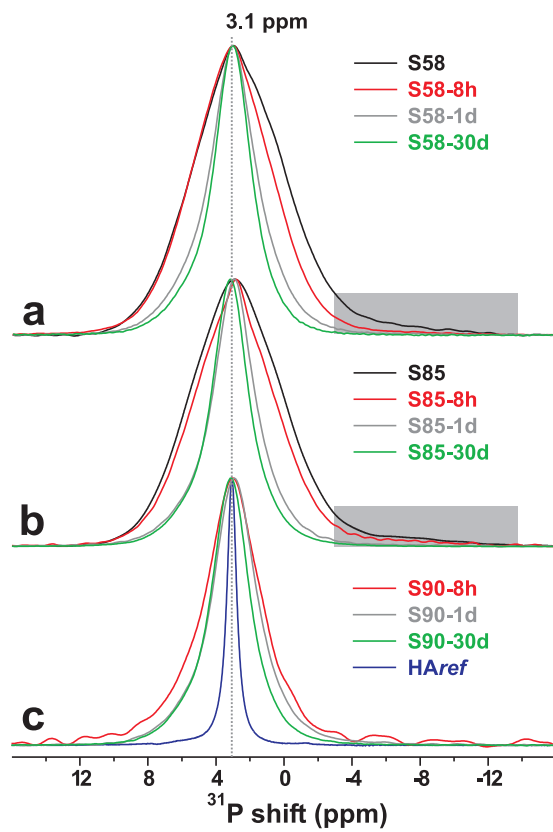 3.1 ppm
S58
S58-8h
S58-1d
S58-30d
a
S85
S85-8h
S85-1d
S85-30d
b
S90-8h
S90-1d
S90-30d
HAref
c
12 8 4 0 -4 -8 -12
³¹P shift (ppm)